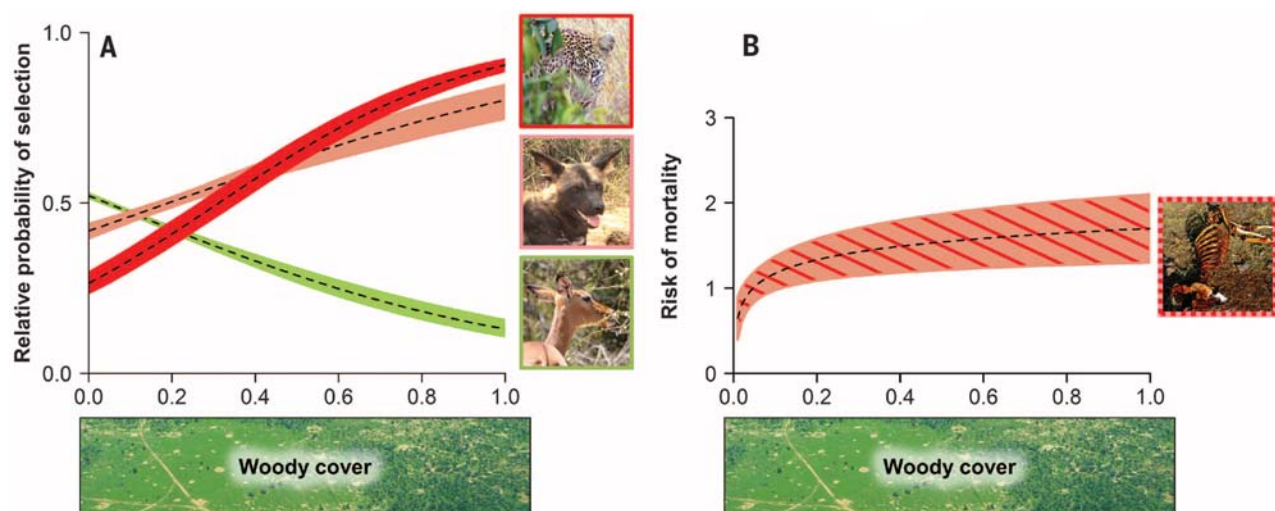 A
Relative probability of selection
1.0
0.5
0.0
0.0 0.2 0.4 0.6 0.8 1.0
Woody cover
B
Risk of mortality
3
2
1
0
0.0 0.2 0.4 0.6 0.8 1.0
Woody cover